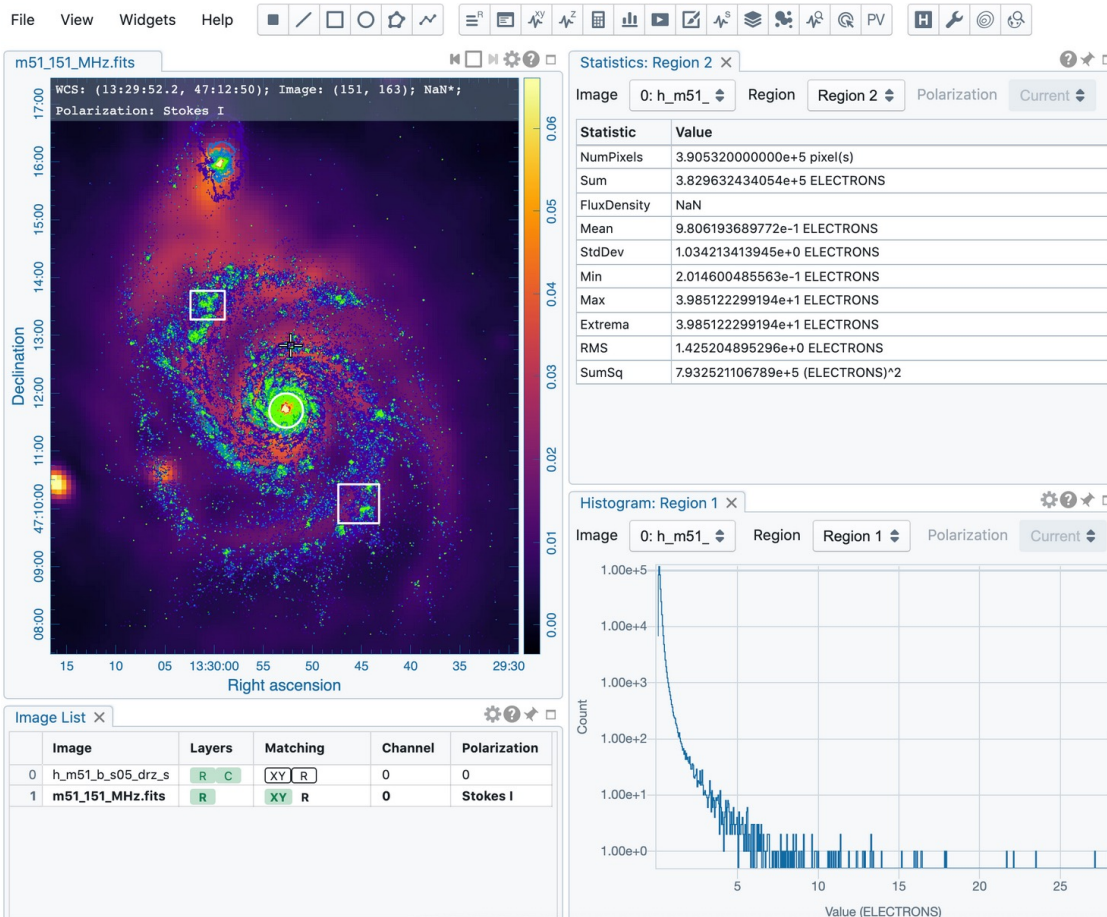 File View Widgets Help
PV H
m51_151_MHz.fits
WCS: (13:29:52.2, 47:12:50); Image: (151, 163); NaN*;
Polarization: Stokes I
17:00
16:00
15:00
14:00
13:00
12:00
11:00
47:10:00
09:00
08:00
Declination
0.06
0.05
0.04
0.03
0.02
0.01
0.00
15 10 05 13:30:00 55 50 45 40 35 29:30
Right ascension
Image List
Image Layers Matching Channel Polarization
0 h_m51_b_s05_drz_s R C XY R 0 0
1 m51_151_MHz.fits R XY R 0 Stokes I
Statistics: Region 2
Image 0: h_m51_ Region Region 2 Polarization Current
Statistic Value
NumPixels 3.905320000000e+5 pixel(s)
Sum 3.829632434054e+5 ELECTRONS
FluxDensity NaN
Mean 9.806193689772e-1 ELECTRONS
StdDev 1.034213413945e+0 ELECTRONS
Min 2.014600485563e-1 ELECTRONS
Max 3.985122299194e+1 ELECTRONS
Extrema 3.985122299194e+1 ELECTRONS
RMS 1.425204895296e+0 ELECTRONS
SumSq 7.932521106789e+5 (ELECTRONS)^2
Histogram: Region 1
Image 0: h_m51_ Region Region 1 Polarization Current
1.00e+5
1.00e+4
1.00e+3
1.00e+2
1.00e+1
1.00e+0
Count
5 10 15 20 25
Value (ELECTRONS)